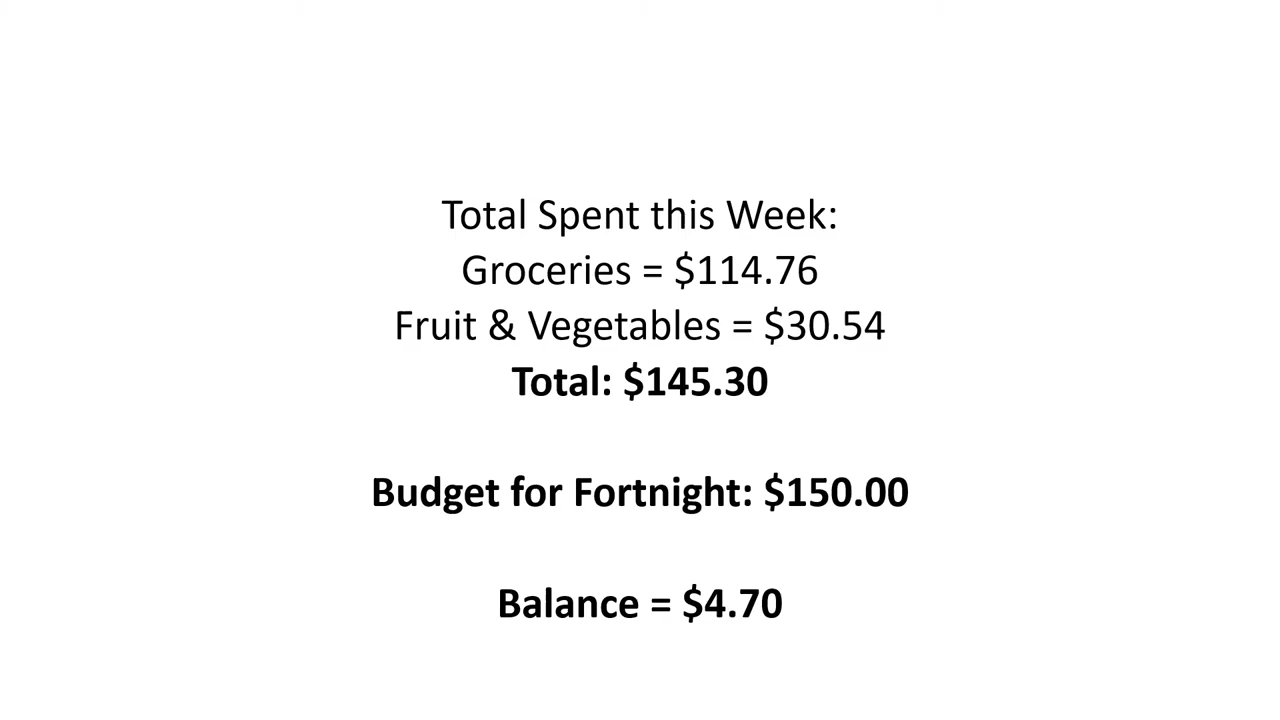 Total Spent this Week:
Groceries = $114.76
Fruit & Vegetables = $30.54
Total: $145.30
Budget for Fortnight: $150.00
Balance = $4.70